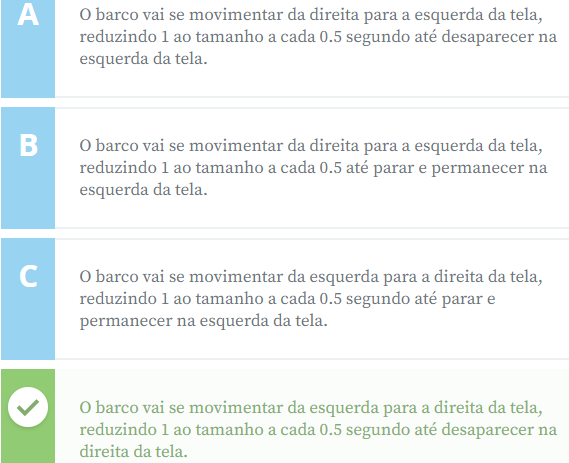 A
O barco vai se movimentar da direita para a esquerda da tela,
reduzindo 1 ao tamanho a cada 0.5 segundo até desaparecer na
esquerda da tela.
B
O barco vai se movimentar da direita para a esquerda da tela,
reduzindo 1 ao tamanho a cada 0.5 até parar e permanecer na
esquerda da tela.
C
O barco vai se movimentar da esquerda para a direita da tela,
reduzindo 1 ao tamanho a cada 0.5 segundo até parar e
permanecer na esquerda da tela.
O barco vai se movimentar da esquerda para a direita da tela,
reduzindo 1 ao tamanho a cada 0.5 segundo até desaparecer na
direita da tela.